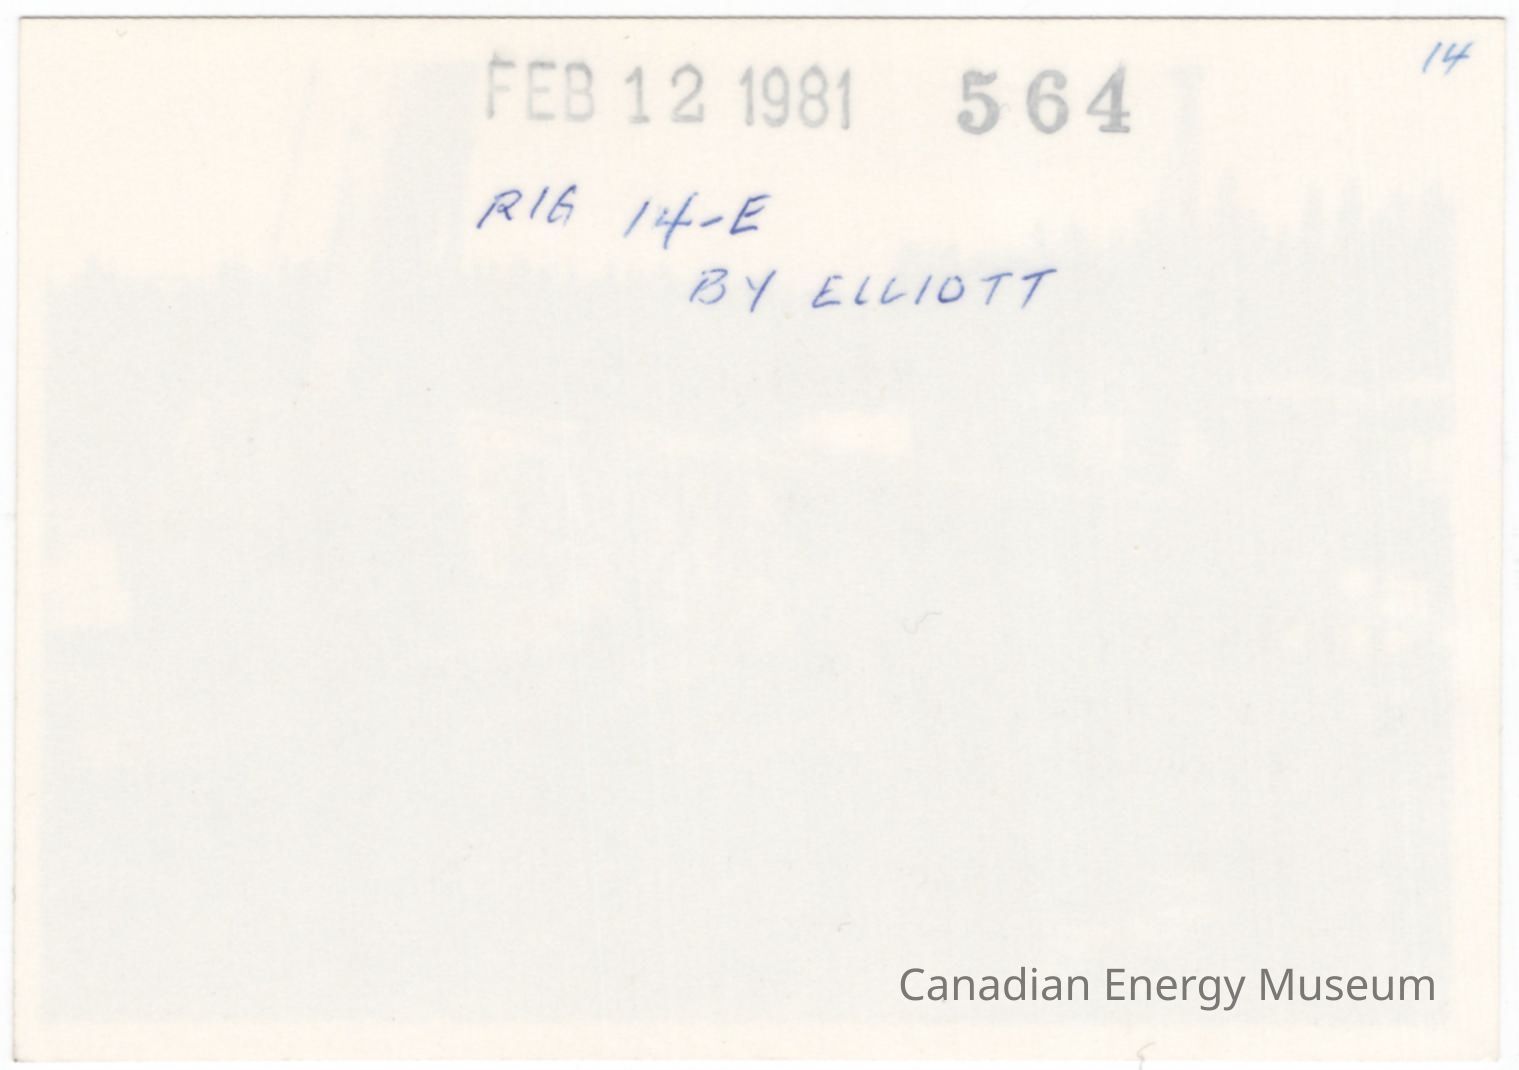 14
FEB 12 1981 564
RIG 14-E
BY ELLIOTT
Canadian Energy Museum